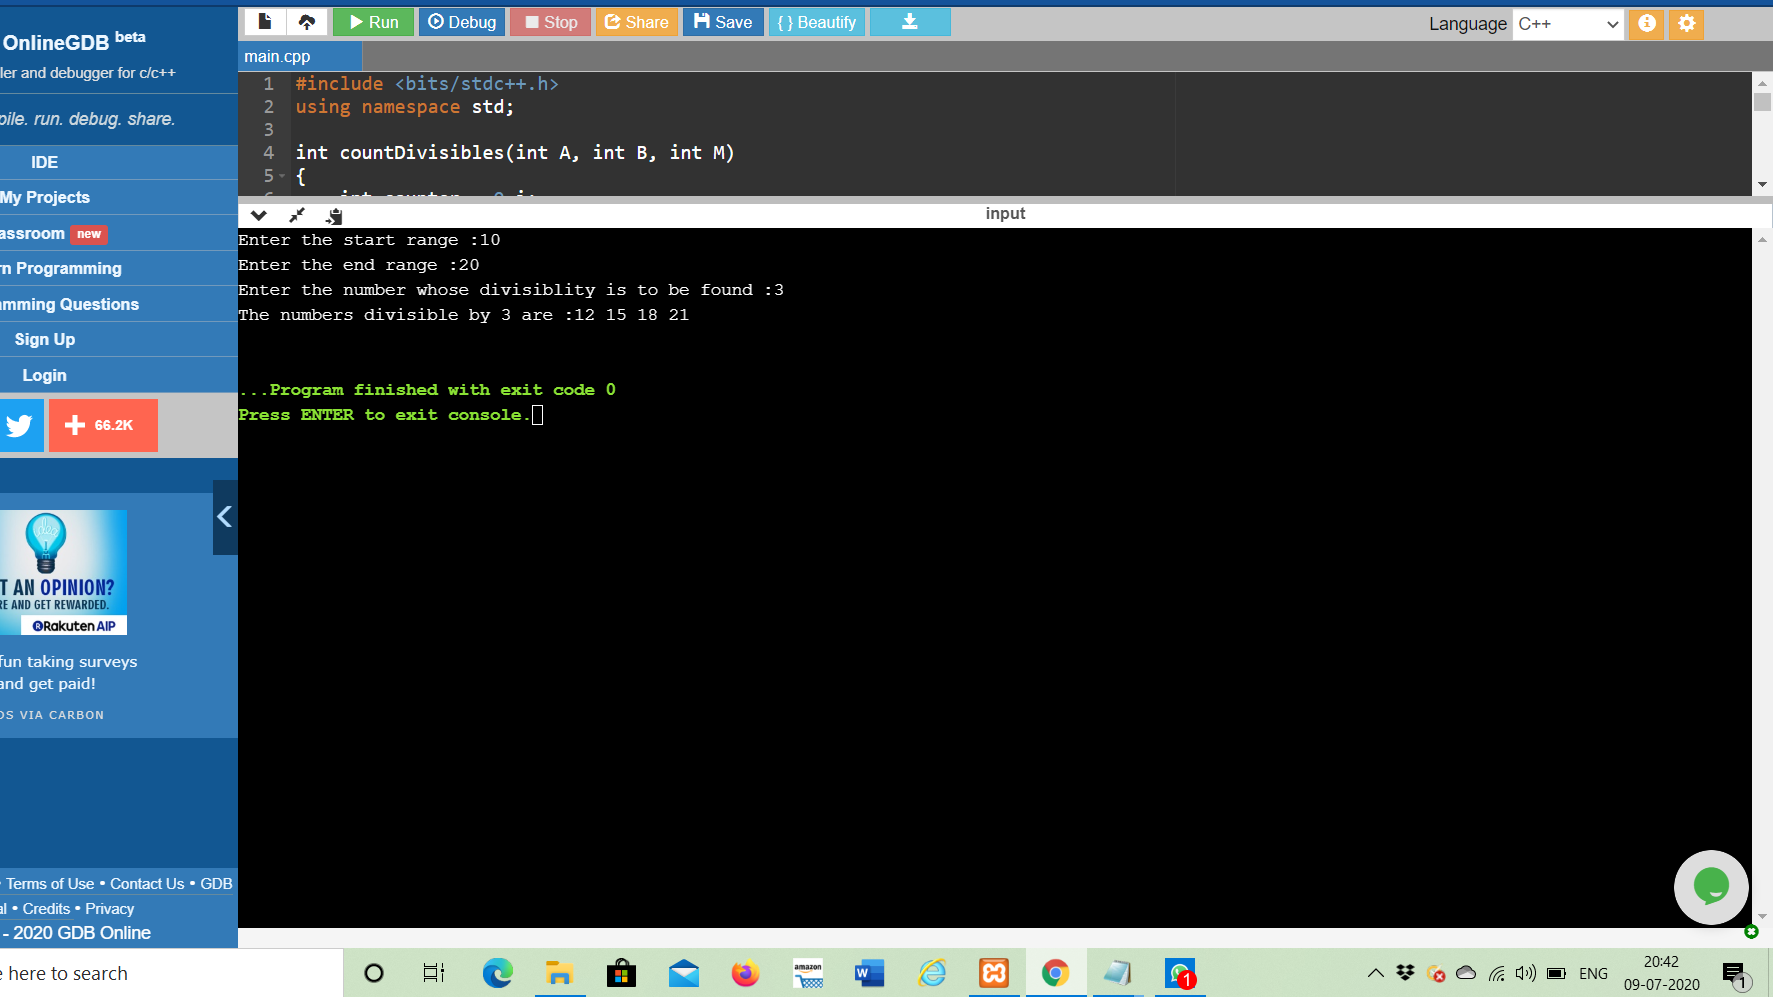 OnlineGDB beta
ler and debugger for c/c++
pile. run. debug. share.
IDE
My Projects
assroom new
rn Programming
amming Questions
Sign Up
Login
66.2K
T AN OPINION?
RE AND GET REWARDED.
Rakuten AIP
fun taking surveys
and get paid!
DS VIA CARBON
• Terms of Use • Contact Us • GDB
al • Credits • Privacy
- 2020 GDB Online
Run Debug Stop Share Save { } Beautify
Language C++
main.cpp
1 #include <bits/stdc++.h>
2 using namespace std;
3
4 int countDivisibles(int A, int B, int M)
5 {
input
Enter the start range :10
Enter the end range :20
Enter the number whose divisiblity is to be found :3
The numbers divisible by 3 are :12 15 18 21
...Program finished with exit code 0
Press ENTER to exit console.
e here to search
amazon
W
1
ENG
20:42
09-07-2020
1